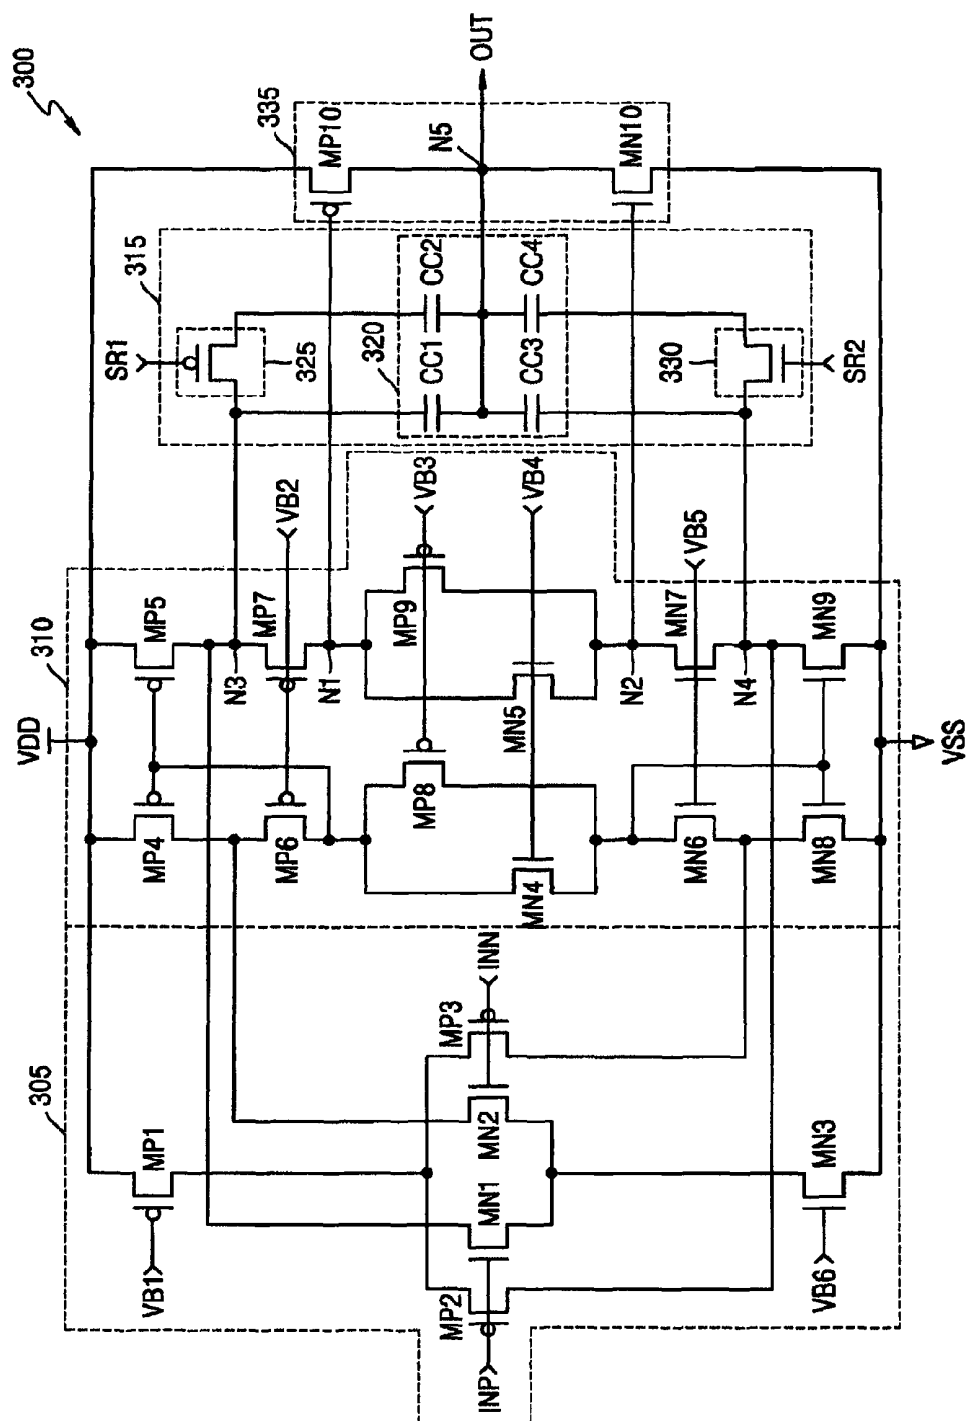 300
OUT
335
MP10
N5
MN10
315
SR1
325
320
CC1
CC2
CC3
CC4
330
SR2
VB3
VB4
VB2
VB5
310
VDD
MP5
N3
MP7
N1
MP9
MN5
N2
MN7
N4
MN9
VSS
MP4
MP6
MP8
MN4
MN6
MN8
305
MP1
VB1
INN
MP3
MN2
MN1
MP2
INP
MN3
VB6